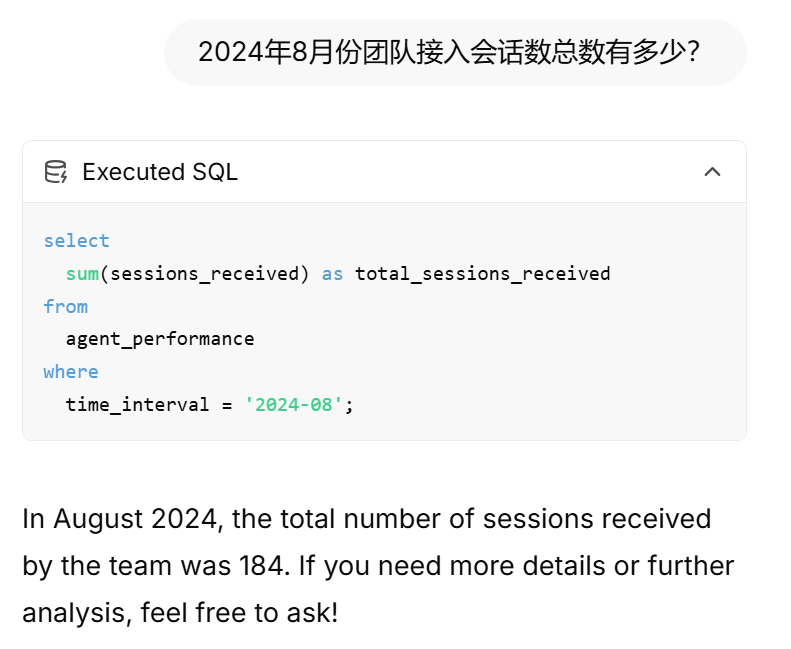 2024年8月份团队接入会话数总数有多少？
Executed SQL
select
  sum(sessions_received) as total_sessions_received
from
  agent_performance
where
  time_interval = '2024-08';
In August 2024, the total number of sessions received
by the team was 184. If you need more details or further
analysis, feel free to ask!